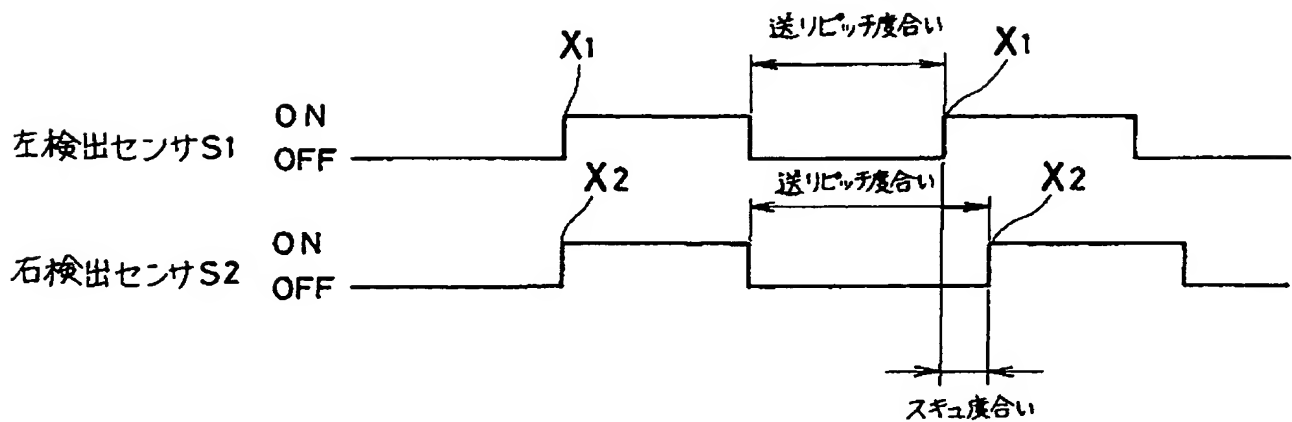 送りピッチ度合い
X1
X1
左検出センサS1
ON
OFF
送りピッチ度合い
X2
X2
右検出センサS2
ON
OFF
スキュ度合い